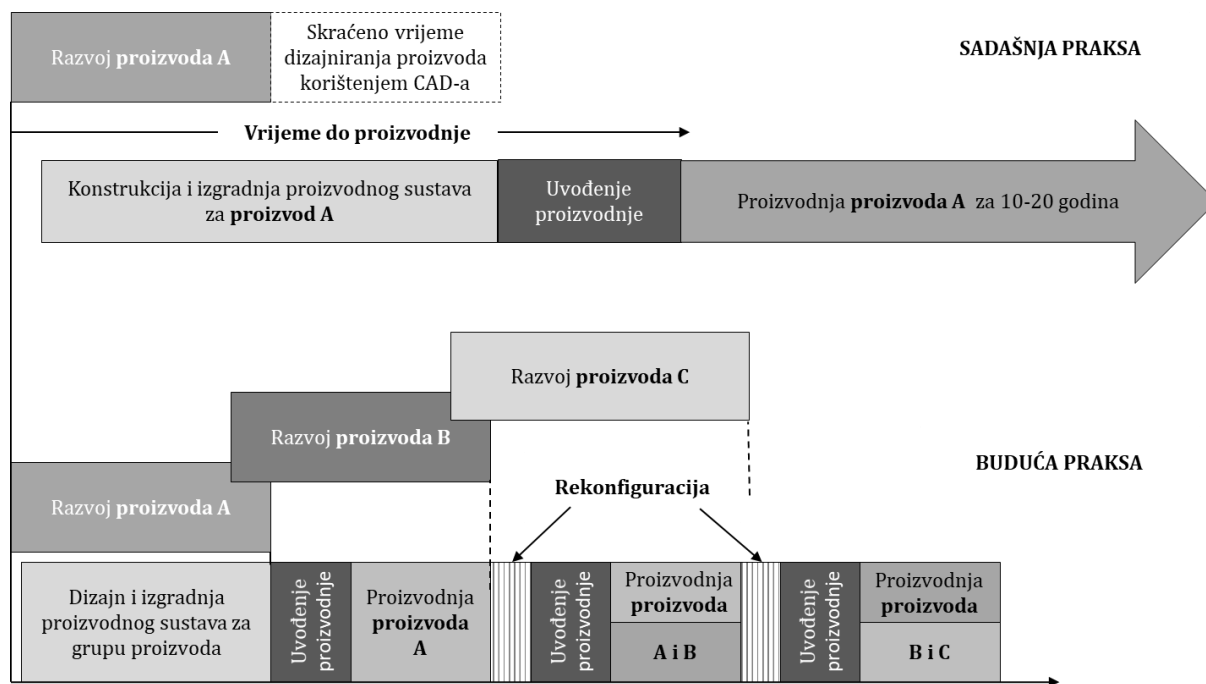 Razvoj proizvoda A
Skraćeno vrijeme
dizajniranja proizvoda
korištenjem CAD-a
SADAŠNJA PRAKSA
Vrijeme do proizvodnje
Konstrukcija i izgradnja proizvodnog sustava
za proizvod A
Uvođenje
proizvodnje
Proizvodnja proizvoda A za 10-20 godina
Razvoj proizvoda C
Razvoj proizvoda B
BUDUĆA PRAKSA
Rekonfiguracija
Razvoj proizvoda A
Dizajn i izgradnja
proizvodnog sustava za
grupu proizvoda
Uvođenje
proizvodnje
Proizvodnja
proizvoda
A
Uvođenje
proizvodnje
Proizvodnja
proizvoda
A i B
Uvođenje
proizvodnje
Proizvodnja
proizvoda
B i C